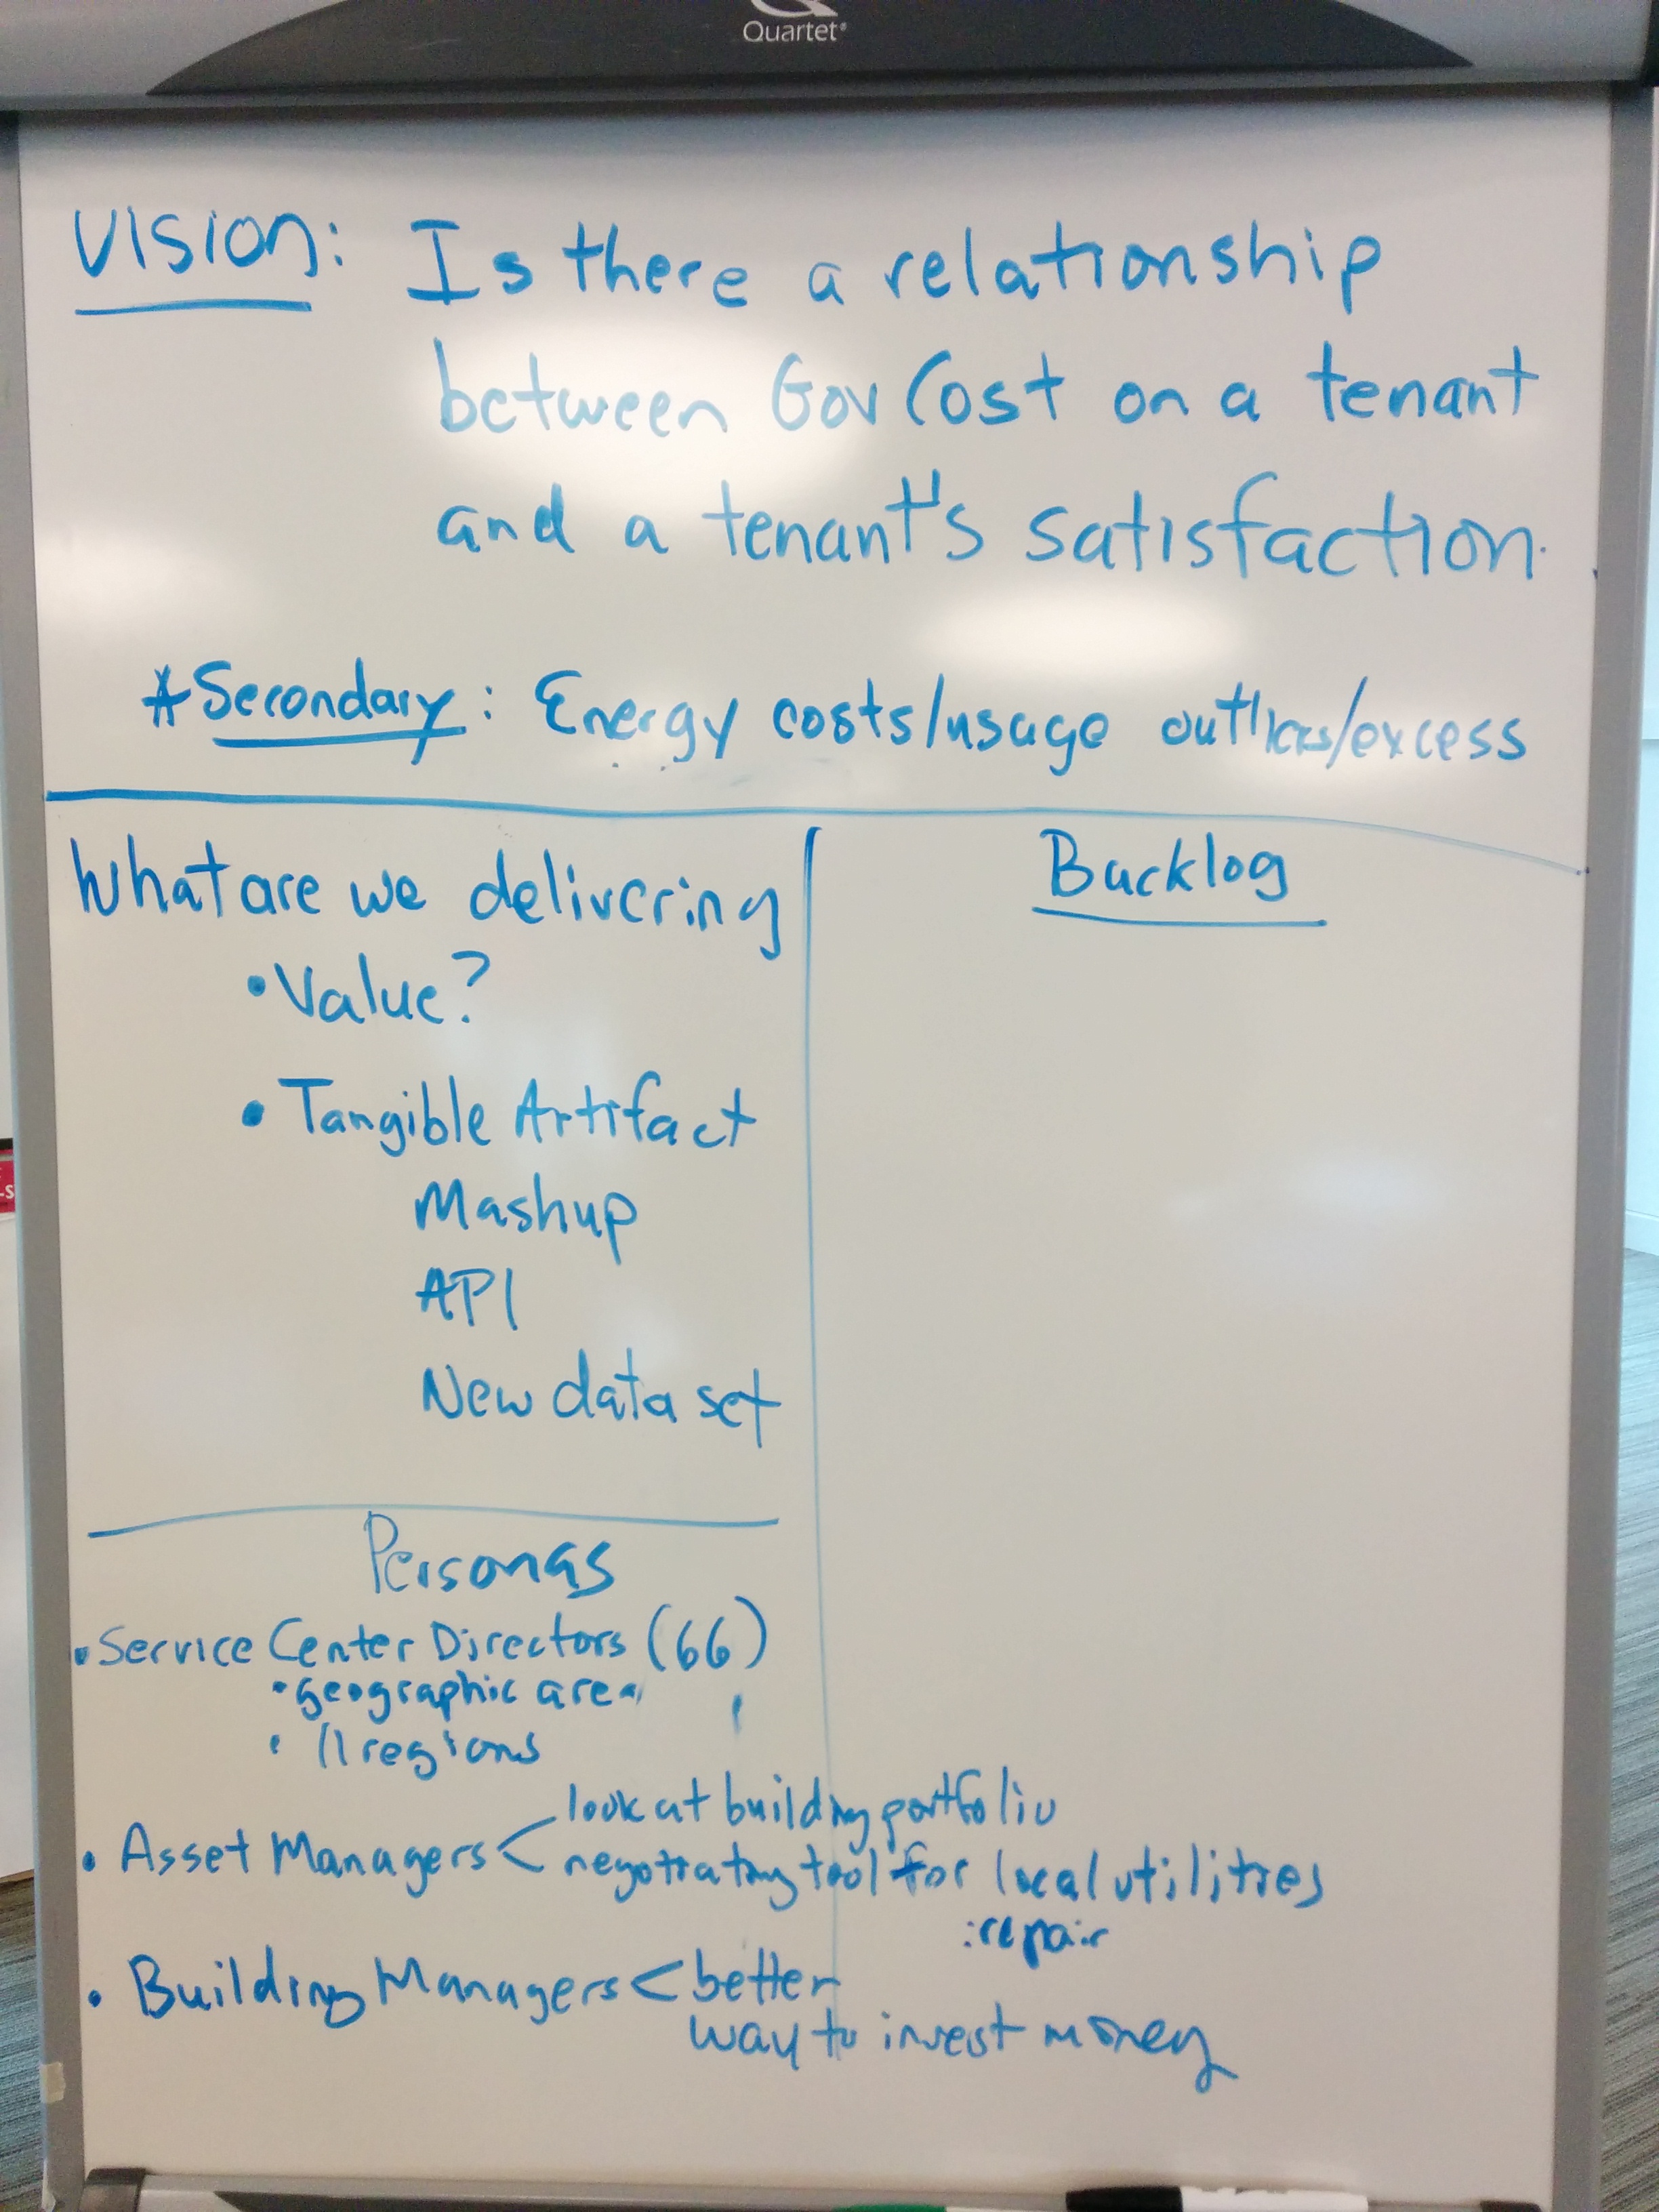 Quartet®
Vision: Is there a relationship
between Gov Cost on a tenant
and a tenant's satisfaction.
*Secondary: Energy costs/usage outliers/excess
What are we delivering
• Value?
• Tangible Artifact
Mashup
API
New data set
Backlog
Personas
• Service Center Directors (66)
• geographic area
• 11 regions
• Asset Managers < look at building portfolio
negotiating tool for local utilities
: repair
• Building Managers < better
way to invest money